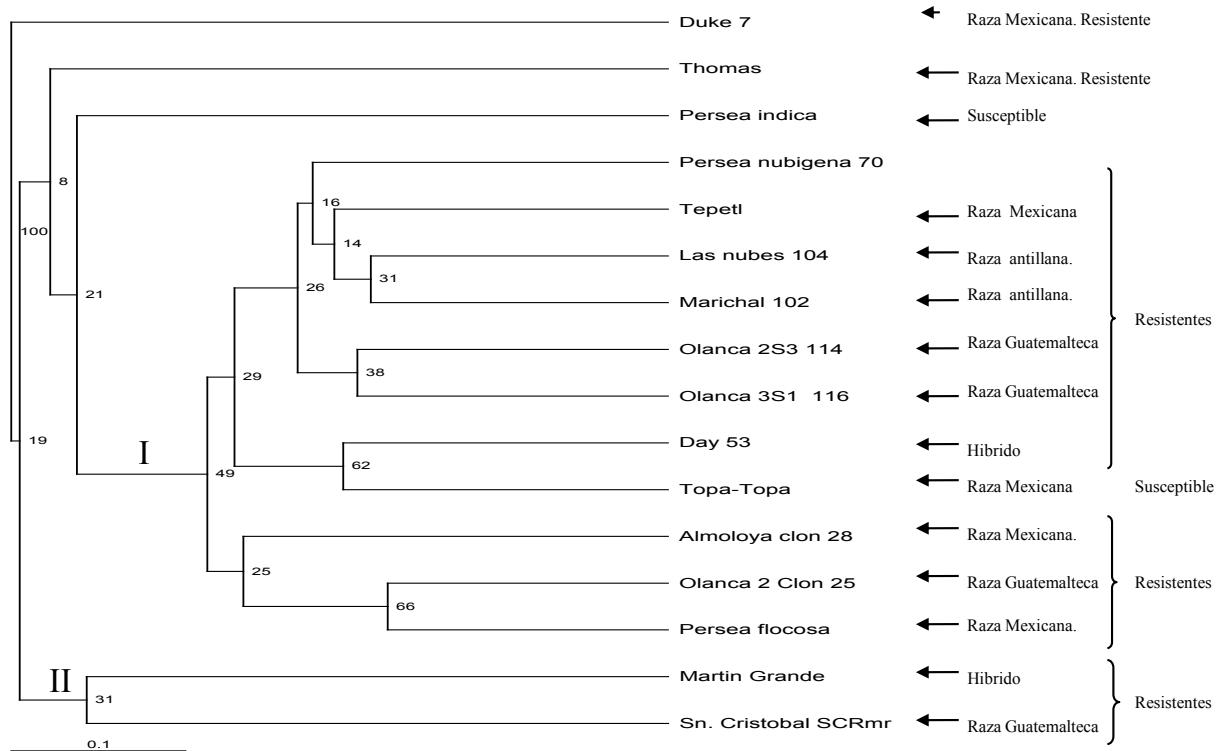 Duke 7 Raza Mexicana. Resistente
Thomas Raza Mexicana. Resistente
Persea indica Susceptible
8
Persea nubigena 70
16
Tepetl Raza Mexicana
100
14
Las nubes 104 Raza antillana.
31
21
26
Marichal 102 Raza antillana.
Resistentes
Olanca 2S3 114 Raza Guatemalteca
38
29
Olanca 3S1 116 Raza Guatemalteca
19
I
Day 53 Hibrido
62
49
Topa-Topa Raza Mexicana Susceptible
Almoloya clon 28 Raza Mexicana.
25
Olanca 2 Clon 25 Raza Guatemalteca Resistentes
66
Persea flocosa Raza Mexicana.
II
Martin Grande Hibrido
31
Resistentes
Sn. Cristobal SCRmr Raza Guatemalteca
0.1